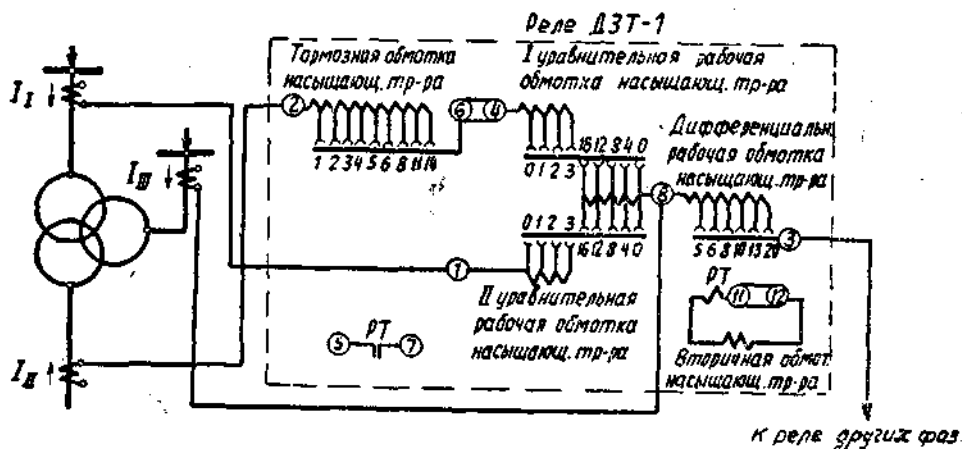 Реле ДЗТ-1
Тормозная обмотка
насыщающ. тр-ра
I уравнительная рабочая
обмотка насыщающ. тр-ра
Дифференциальн.
рабочая обмотка
насыщающ. тр-ра
I_I
I_III
I_II
2
6
4
1 2 3 4 5 6 8 11 14
0 1 2 3
16 12 8 4 0
8
0 1 2 3
16 12 8 4 0
5 6 8 10 13 20
3
1
II уравнительная
рабочая обмотка
насыщающ. тр-ра
РТ
5
7
РТ
11
12
Вторичная обмот.
насыщающ. тр-ра
К реле других фаз